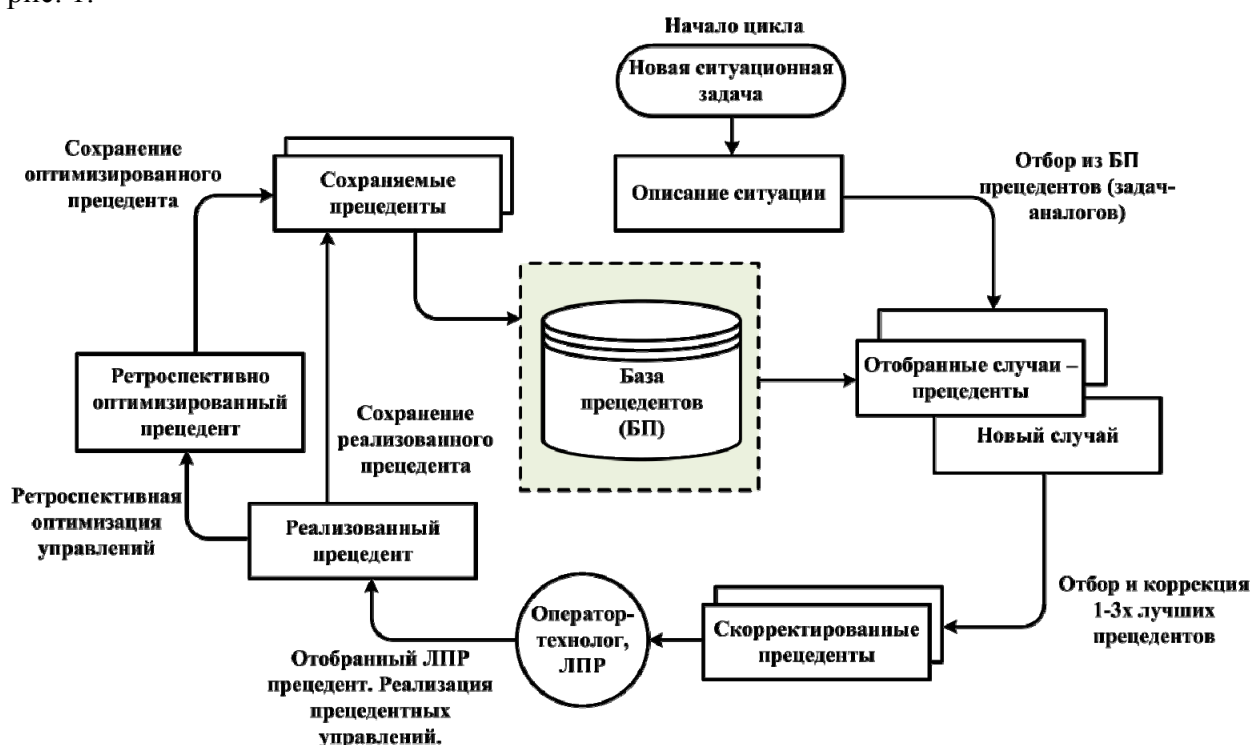 рис. 1.
Начало цикла
Новая ситуационная
задача
Сохранение
оптимизированного
прецедента
Сохраняемые
прецеденты
Описание ситуации
Отбор из БП
прецедентов (задач-
аналогов)
Ретроспективно
оптимизированный
прецедент
Сохранение
реализованного
прецедента
База
прецедентов
(БП)
Отобранные случаи –
прецеденты
Новый случай
Ретроспективная
оптимизация
управлений
Реализованный
прецедент
Отбор и коррекция
1-3х лучших
прецедентов
Оператор-
технолог,
ЛПР
Скорректированные
прецеденты
Отобранный ЛПР
прецедент. Реализация
прецедентных
управлений.